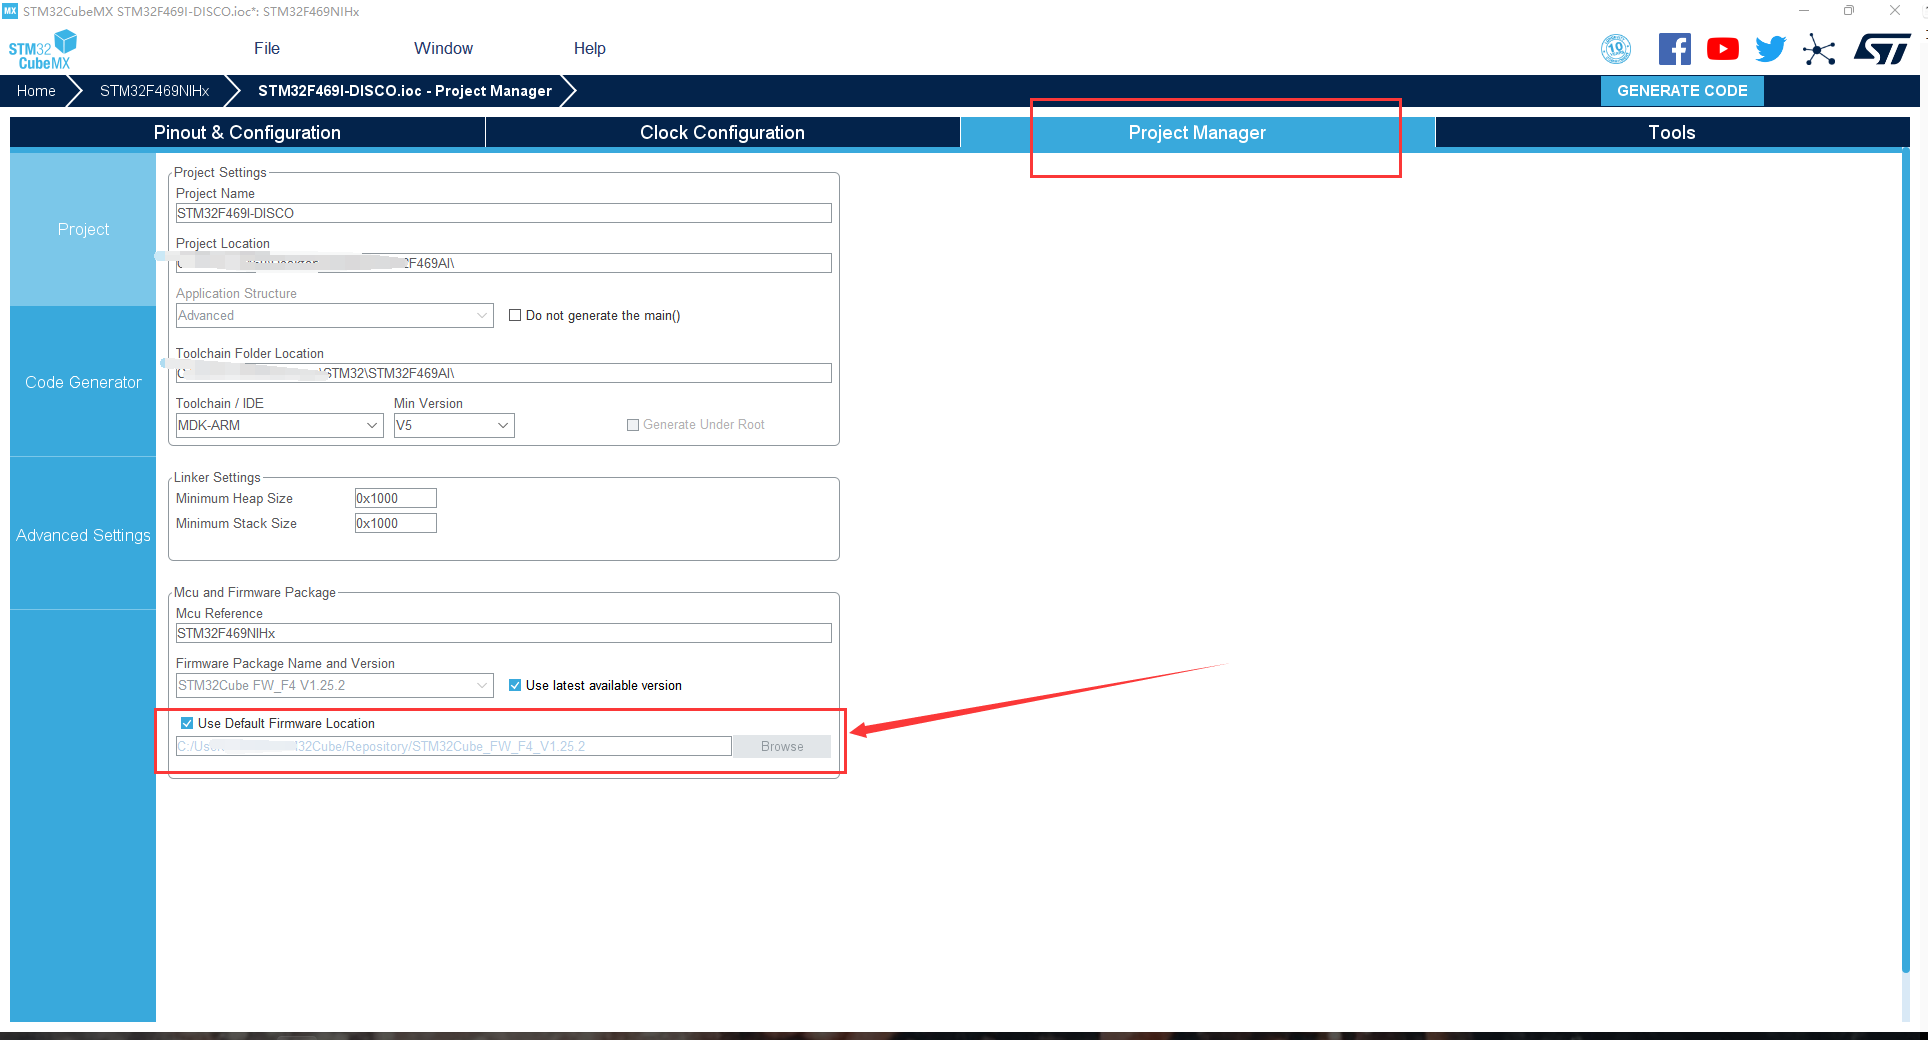 MX STM32CubeMX STM32F469I-DISCO.ioc*: STM32F469NIHx
STM32
CubeMX
File Window Help
10
Home STM32F469NIHx STM32F469I-DISCO.ioc - Project Manager GENERATE CODE
Pinout & Configuration Clock Configuration Project Manager Tools
Project
Code Generator
Advanced Settings
Project Settings
Project Name
STM32F469I-DISCO
Project Location
2F469AI\
Application Structure
Advanced Do not generate the main()
Toolchain Folder Location
\STM32\STM32F469AI\
Toolchain / IDE Min Version
MDK-ARM V5 Generate Under Root
Linker Settings
Minimum Heap Size 0x1000
Minimum Stack Size 0x1000
Mcu and Firmware Package
Mcu Reference
STM32F469NIHx
Firmware Package Name and Version
STM32Cube FW_F4 V1.25.2 Use latest available version
Use Default Firmware Location
C:/Use 32Cube/Repository/STM32Cube_FW_F4_V1.25.2 Browse